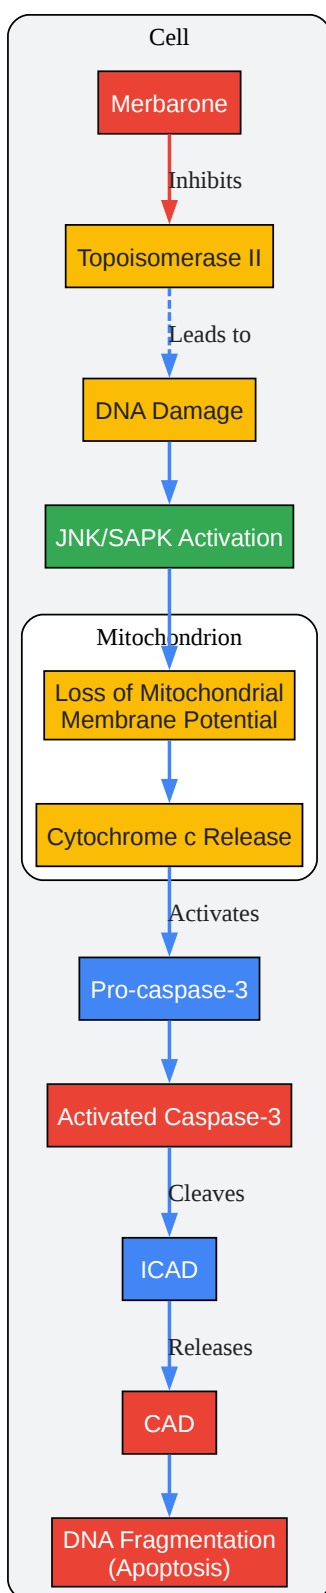 Cell
Merbarone
Inhibits
Topoisomerase II
Leads to
DNA Damage
JNK/SAPK Activation
Mitochondrion
Loss of Mitochondrial
Membrane Potential
Cytochrome c Release
Activates
Pro-caspase-3
Activated Caspase-3
Cleaves
ICAD
Releases
CAD
DNA Fragmentation
(Apoptosis)